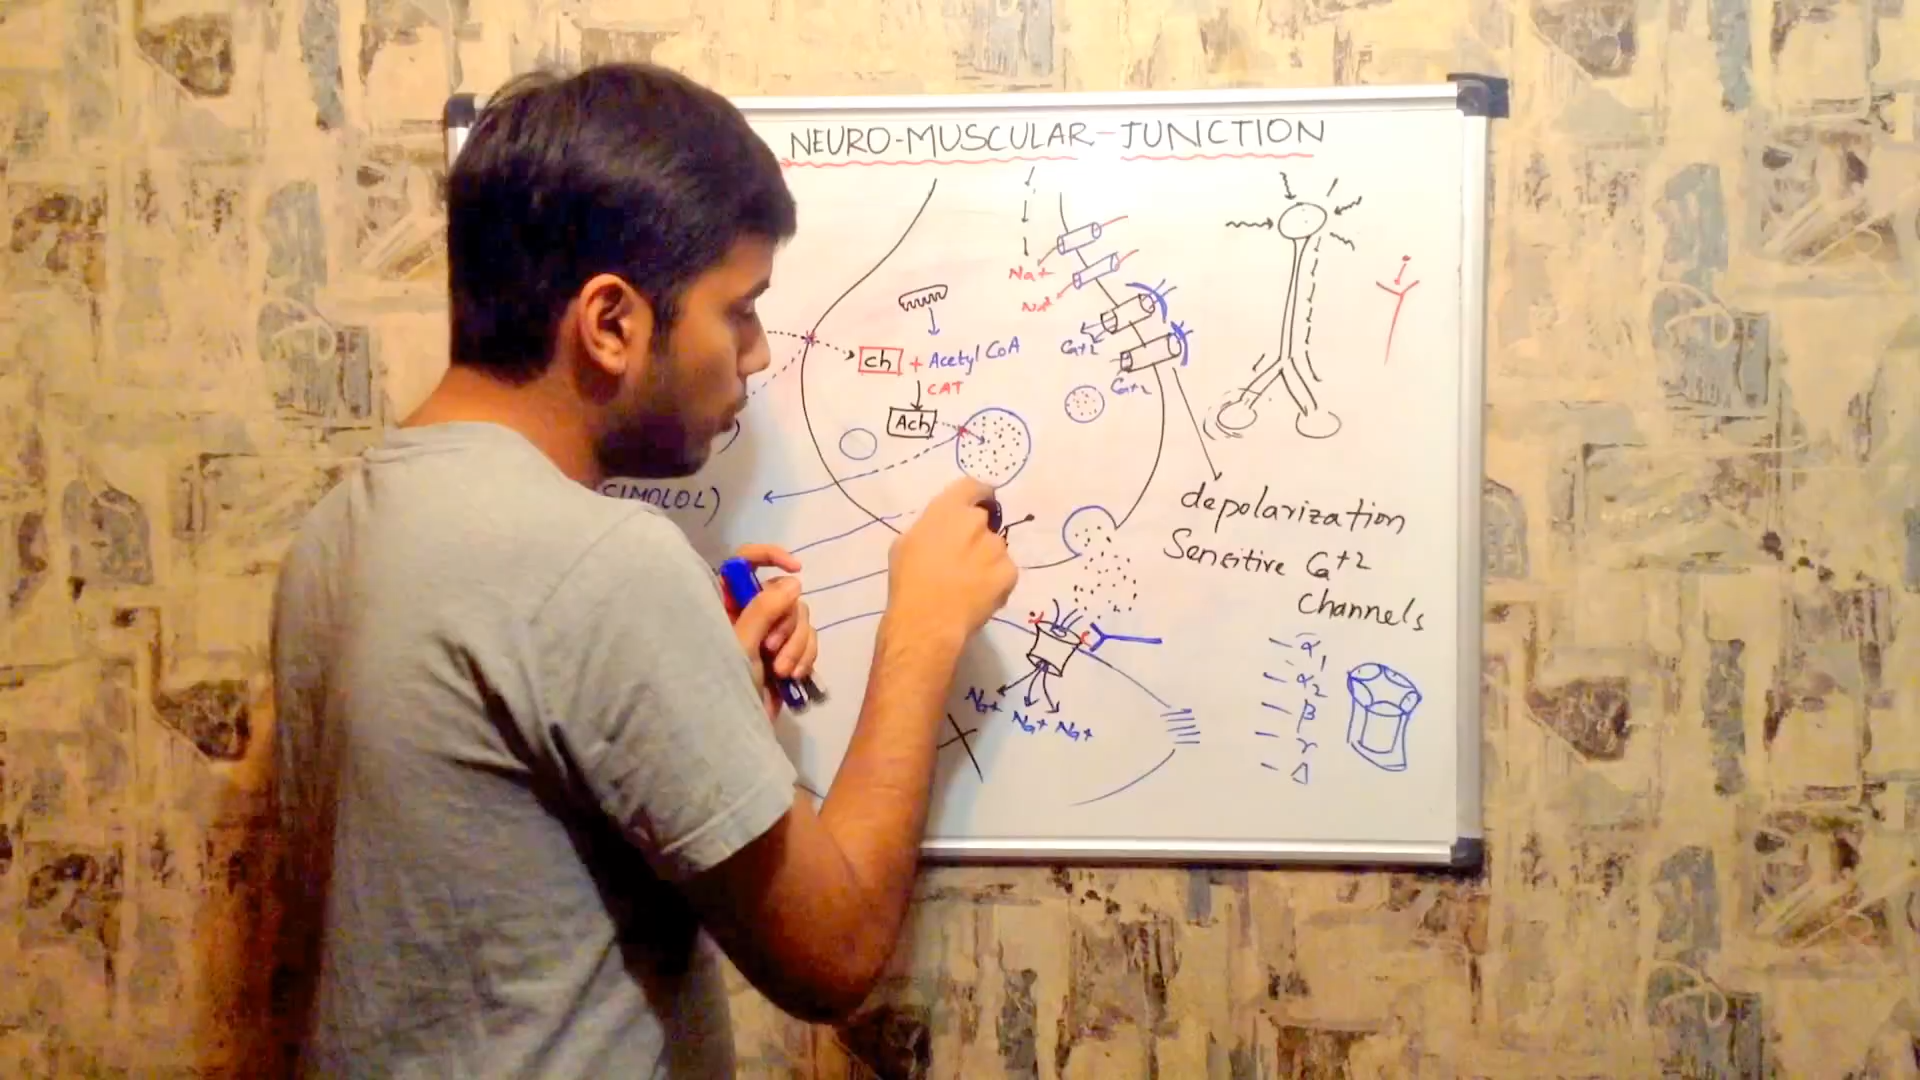 NEURO-MUSCULAR-JUNCTION
Na+
Na+
Ca+2
Ca+2
ch + Acetyl CoA
CAT
Ach
depolarization
Sensitive Ca+2
Channels
- α1
- α2
- β
- γ
- Δ
Na+ Na+ Na+